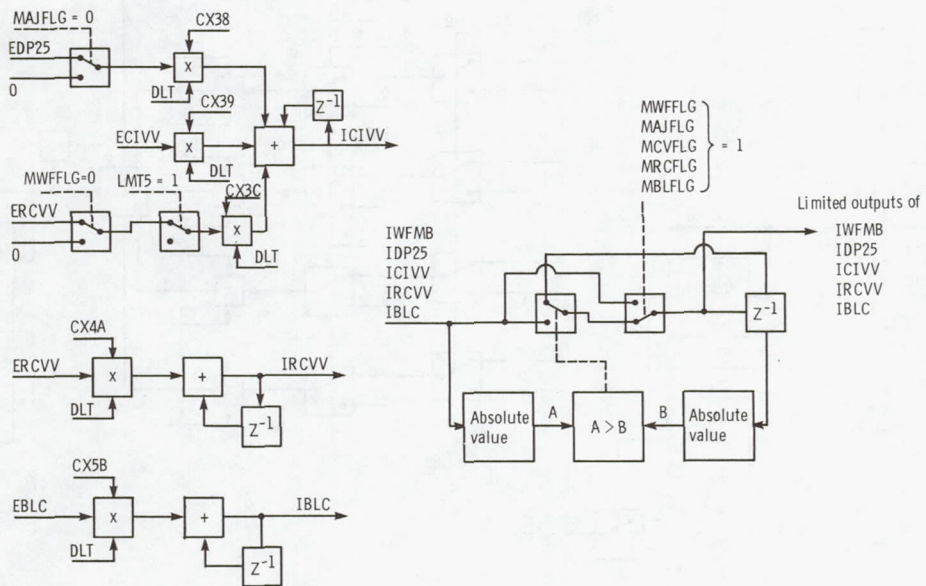 MAJFLG = 0
EDP25
0
CX38
X
DLT
CX39
ECIVV
X
DLT
+
Z-1
ICIVV
MWFFLG=0
LMT5 = 1
CX3C
ERCVV
0
X
DLT
CX4A
ERCVV
X
DLT
+
IRCVV
Z-1
CX5B
EBLC
X
DLT
+
IBLC
Z-1
MWFFLG
MAJFLG
MCVFLG
MRCFLG
MBLFLG
= 1
IWFMB
IDP25
ICIVV
IRCVV
IBLC
Limited outputs of
IWFMB
IDP25
ICIVV
IRCVV
IBLC
Z-1
Absolute
value
A
A > B
B
Absolute
value